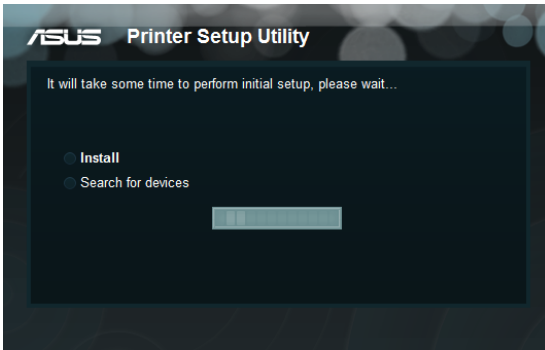 ASUS Printer Setup Utility
It will take some time to perform initial setup, please wait...
Install
Search for devices